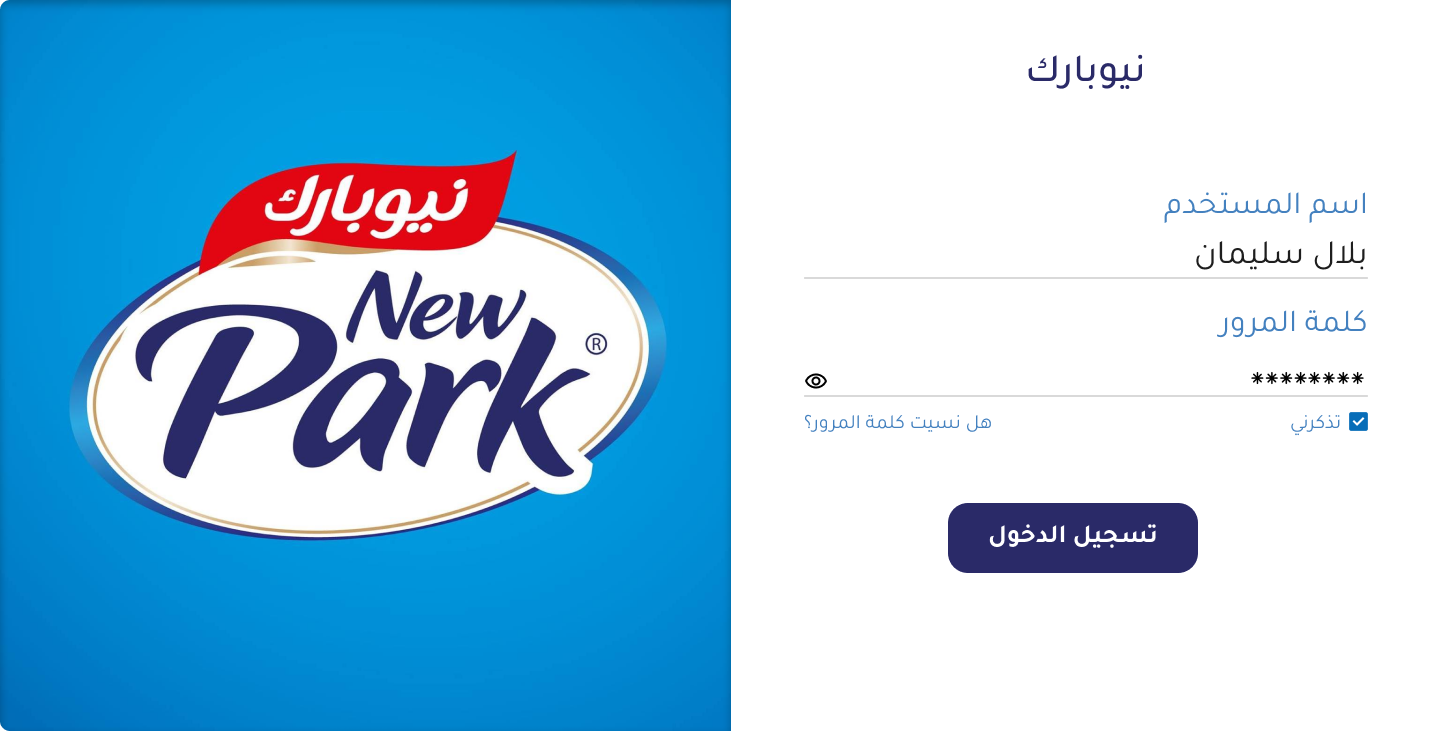 نيوبارك
New
Park®
نيوبارك
اسم المستخدم
بلال سليمان
كلمة المرور
********
تذكرني
هل نسيت كلمة المرور؟
تسجيل الدخول